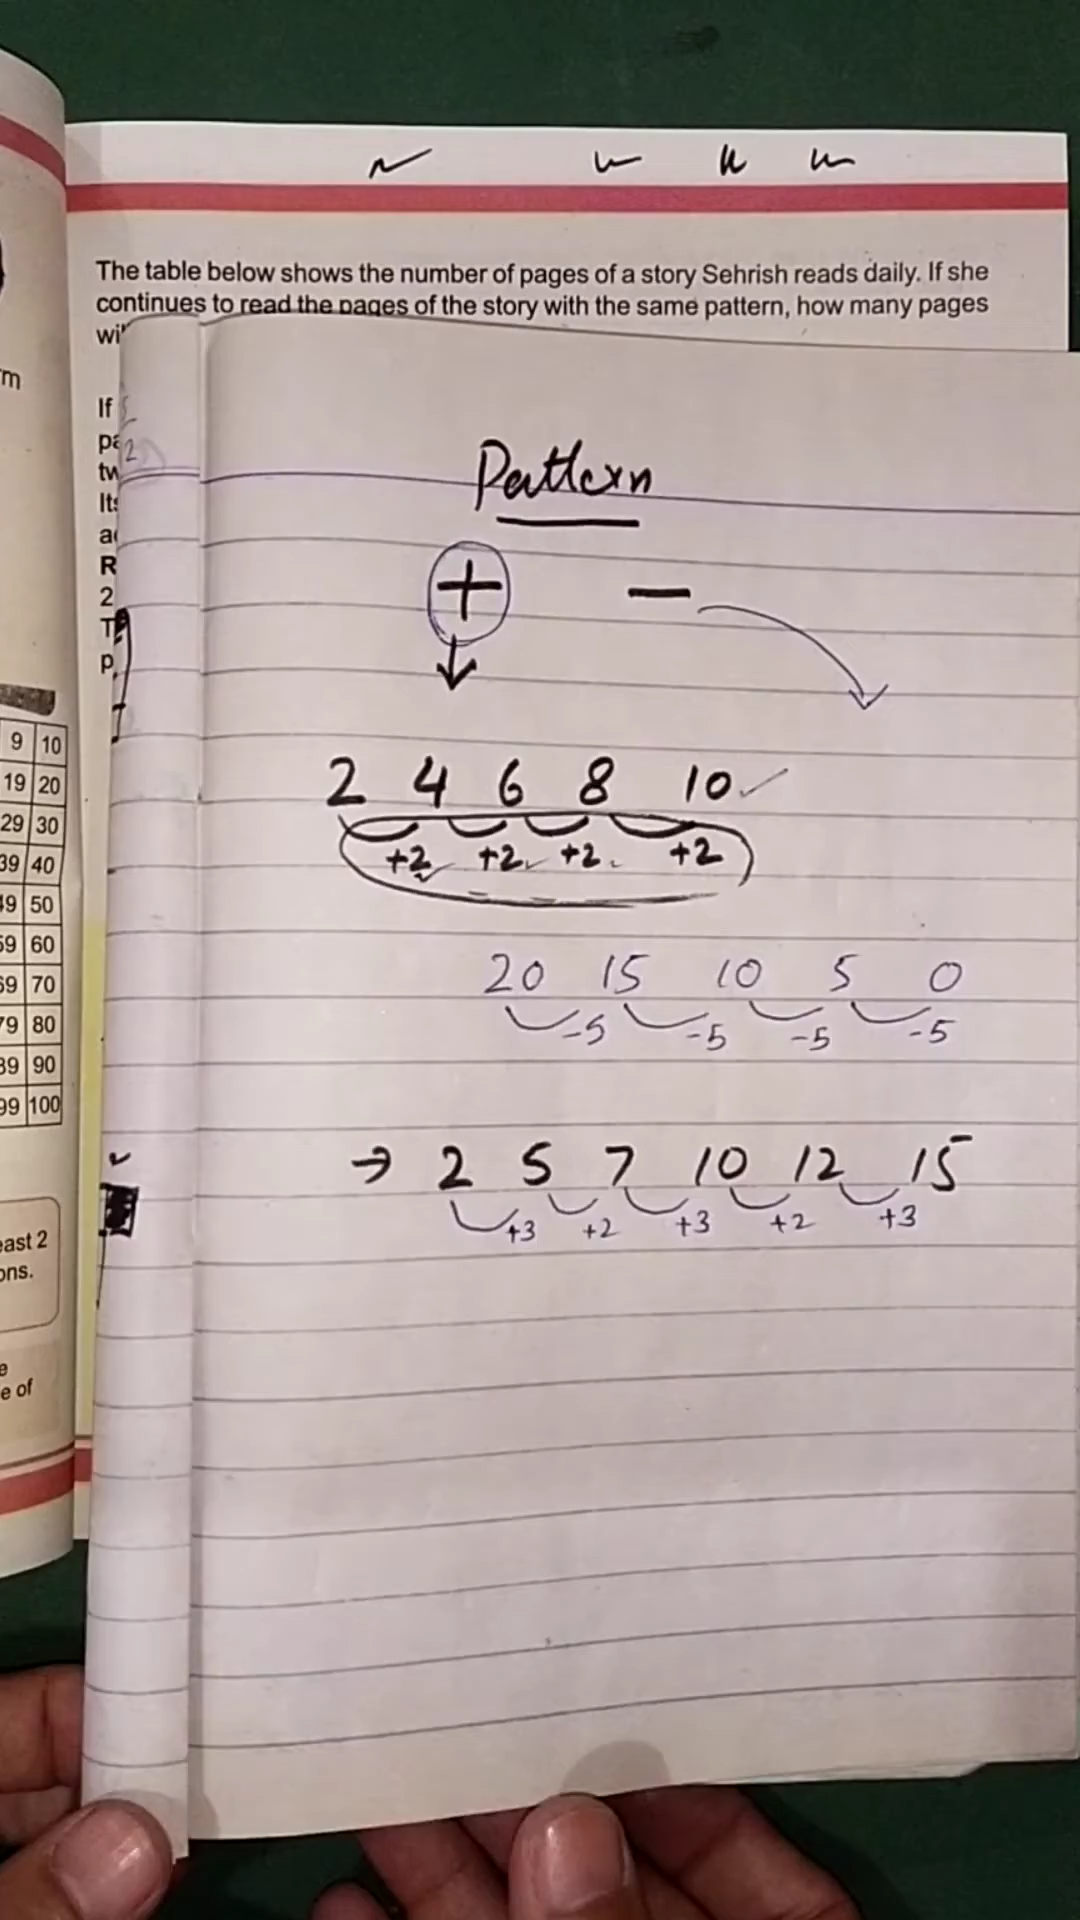 The table below shows the number of pages of a story Sehrish reads daily. If she
continues to read the pages of the story with the same pattern, how many pages
m
If
R
2
p
Pattern
+ −
2 4 6 8 10
+2 +2 +2 +2
20 15 10 5 0
-5 -5 -5 -5
→ 2 5 7 10 12 15
+3 +2 +3 +2 +3
9 10
19 20
29 30
39 40
49 50
59 60
69 70
79 80
89 90
99 100
east 2
ons.
e
e of